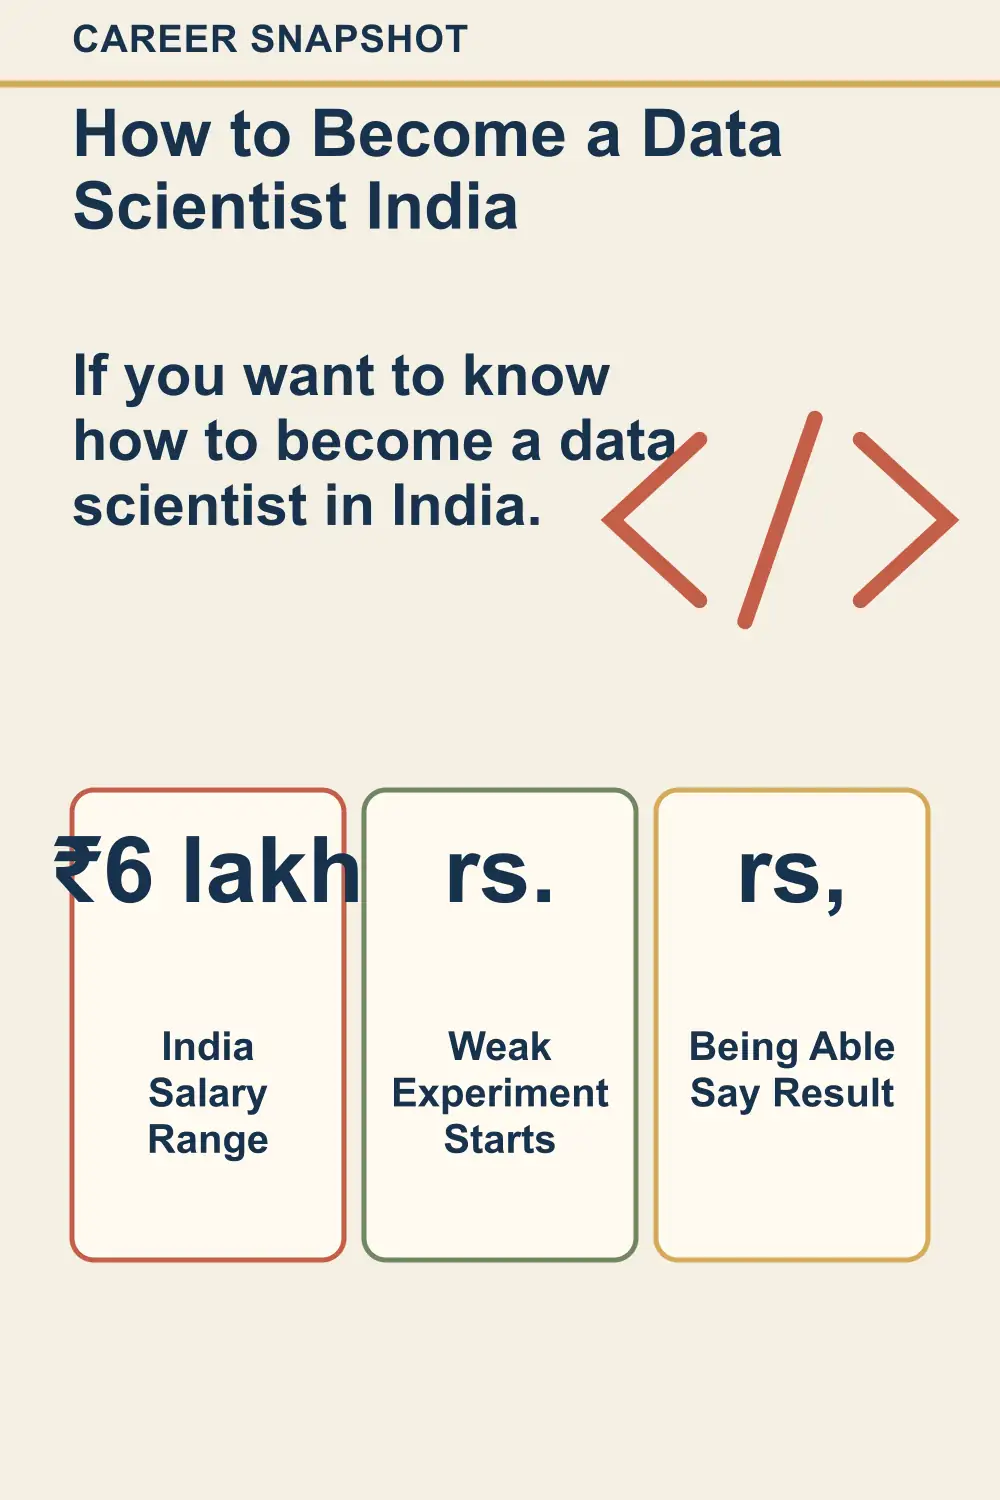 CAREER SNAPSHOT
How to Become a Data
Scientist India
If you want to know
how to become a data
scientist in India.
</>
₹6 lakh
India
Salary
Range
rs.
Weak
Experiment
Starts
rs,
Being Able
Say Result